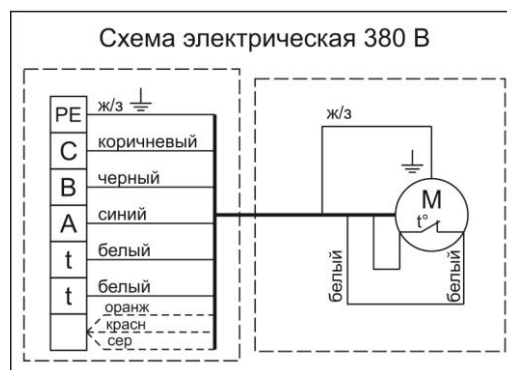 Схема электрическая 380 В
PE ж/з
C коричневый
B черный
A синий
t белый
t белый
оранж
красн
сер
ж/з
M
t°
белый
белый